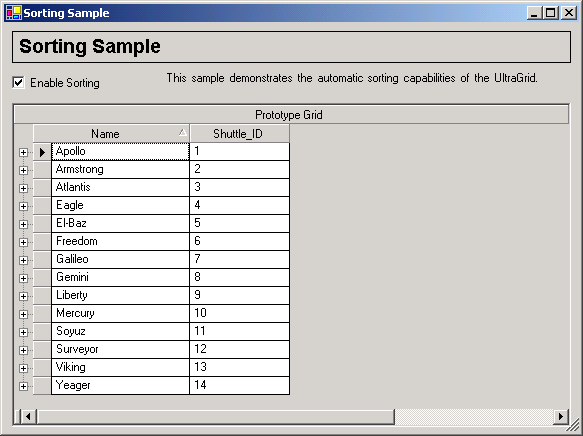 Sorting Sample
Sorting Sample
Enable Sorting This sample demonstrates the automatic sorting capabilities of the UltraGrid.
Prototype Grid
Name Shuttle_ID
Apollo 1
Armstrong 2
Atlantis 3
Eagle 4
El-Baz 5
Freedom 6
Galileo 7
Gemini 8
Liberty 9
Mercury 10
Soyuz 11
Surveyor 12
Viking 13
Yeager 14